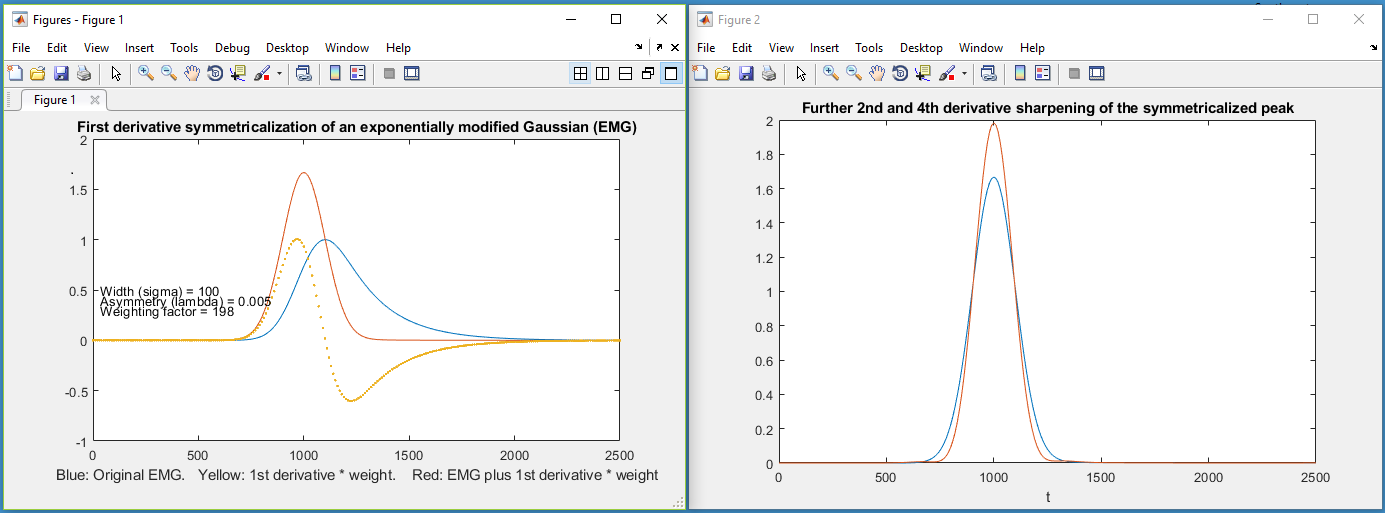 Figures - Figure 1
File Edit View Insert Tools Debug Desktop Window Help
Figure 1
First derivative symmetricalization of an exponentially modified Gaussian (EMG)
2
1.5
1
0.5
0
-0.5
-1
Width (sigma) = 100
Asymmetry (lambda) = 0.005
Weighting factor = 198
0 500 1000 1500 2000 2500
Blue: Original EMG. Yellow: 1st derivative * weight. Red: EMG plus 1st derivative * weight
Figure 2
File Edit View Insert Tools Desktop Window Help
Further 2nd and 4th derivative sharpening of the symmetricalized peak
2
1.8
1.6
1.4
1.2
1
0.8
0.6
0.4
0.2
0
0 500 1000 1500 2000 2500
t